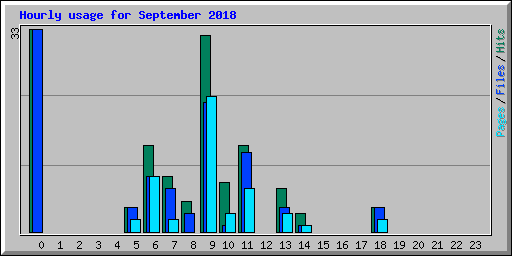 Hourly usage for September 2018
33
Pages/Files/Hits
0 1 2 3 4 5 6 7 8 9 10 11 12 13 14 15 16 17 18 19 20 21 22 23